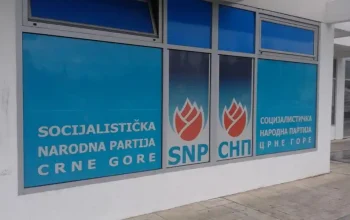 SOCIJALISTIČKA
NARODNA PARTIJA
CRNE GORE
SNP
СНП
СОЦИЈАЛИСТИЧКА
НАРОДНА ПАРТИЈА
ЦРНЕ ГОРЕ